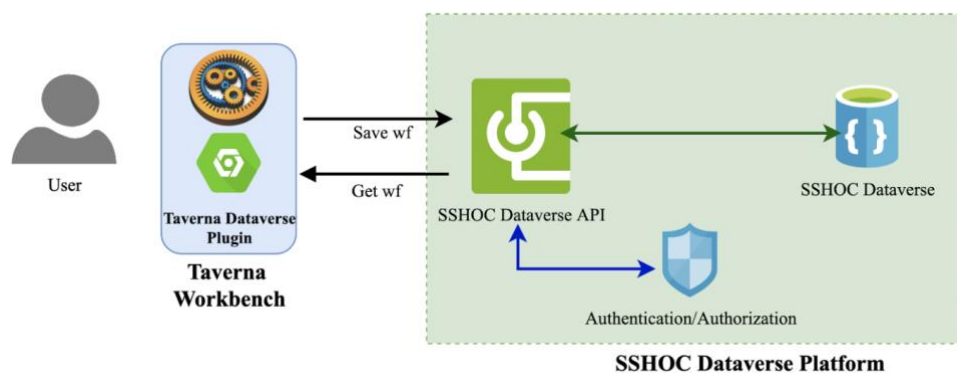 User
Taverna Dataverse
Plugin
Taverna
Workbench
Save wf
Get wf
SSHOC Dataverse API
{ }
SSHOC Dataverse
Authentication/Authorization
SSHOC Dataverse Platform